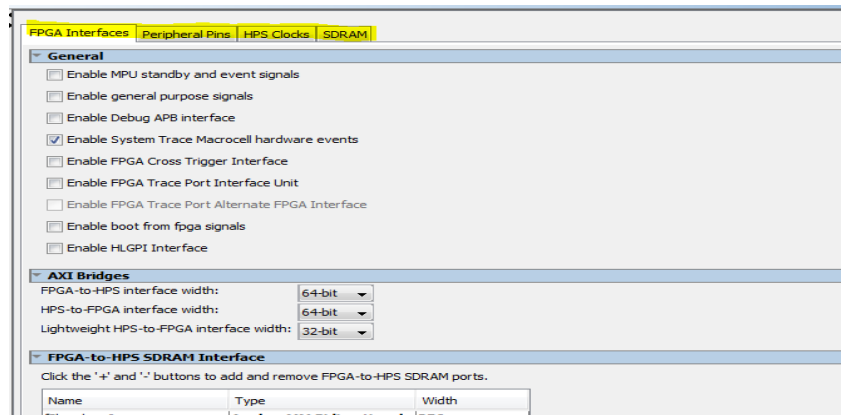 FPGA Interfaces Peripheral Pins HPS Clocks SDRAM
General
Enable MPU standby and event signals
Enable general purpose signals
Enable Debug APB interface
Enable System Trace Macrocell hardware events
Enable FPGA Cross Trigger Interface
Enable FPGA Trace Port Interface Unit
Enable FPGA Trace Port Alternate FPGA Interface
Enable boot from fpga signals
Enable HLGPI Interface
AXI Bridges
FPGA-to-HPS interface width: 64-bit
HPS-to-FPGA interface width: 64-bit
Lightweight HPS-to-FPGA interface width: 32-bit
FPGA-to-HPS SDRAM Interface
Click the '+' and '-' buttons to add and remove FPGA-to-HPS SDRAM ports.
Name Type Width